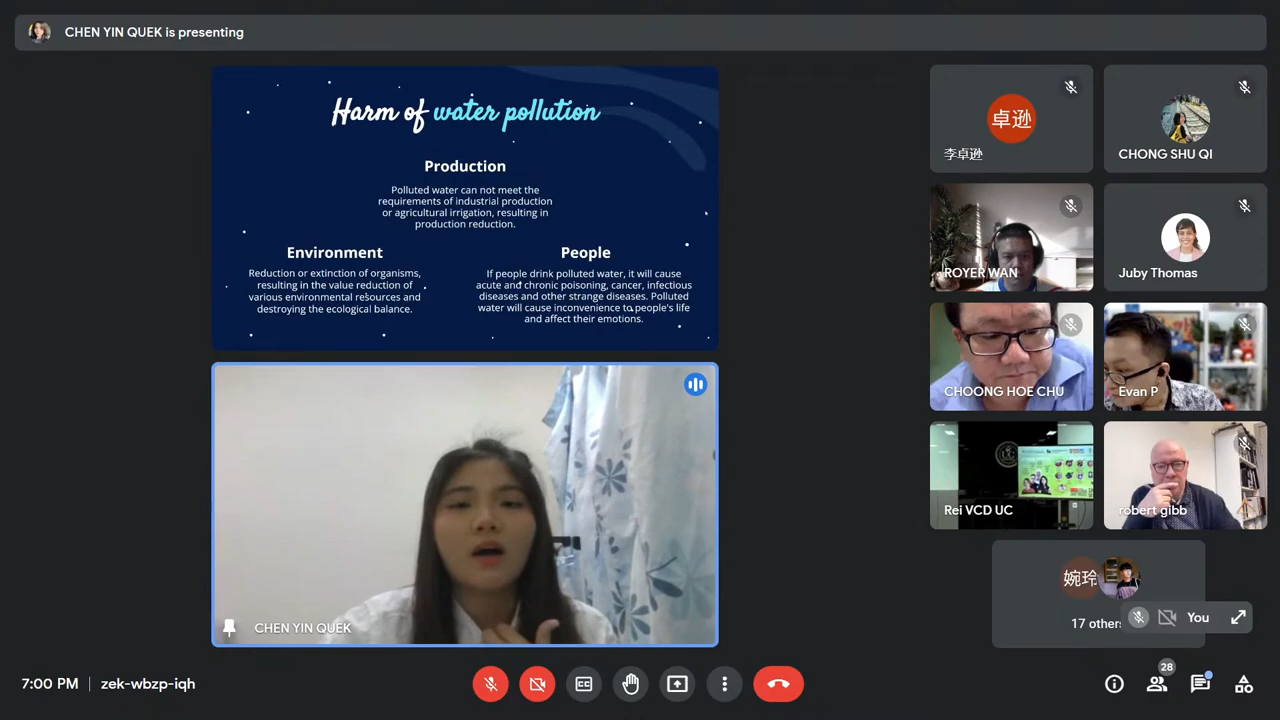 CHEN YIN QUEK is presenting
Harm of water pollution
Production
Polluted water can not meet the
requirements of industrial production
or agricultural irrigation, resulting in
production reduction.
Environment
Reduction or extinction of organisms,
resulting in the value reduction of
various environmental resources and
destroying the ecological balance.
People
If people drink polluted water, it will cause
acute and chronic poisoning, cancer, infectious
diseases and other strange diseases. Polluted
water will cause inconvenience to people's life
and affect their emotions.
CHEN YIN QUEK
卓逊
李卓逊
CHONG SHU QI
ROYER WAN
Juby Thomas
CHOONG HOE CHU
Evan P
Rei VCD UC
robert gibb
婉玲
17 others
You
7:00 PM
zek-wbzp-iqh
CC
28